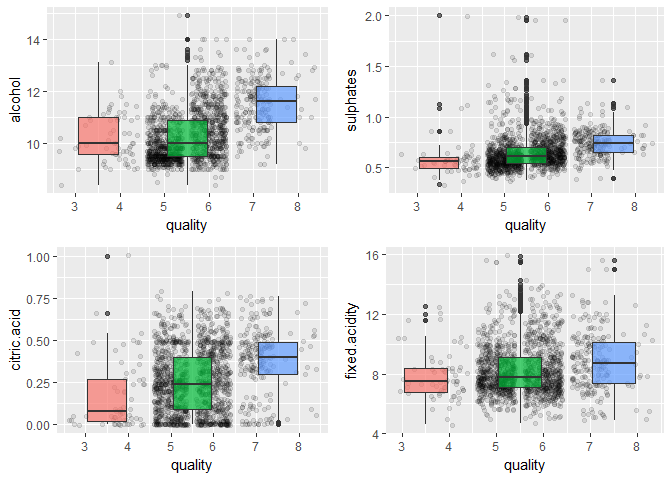 alcohol
14
12
10
3 4 5 6 7 8
quality
sulphates
2.0
1.5
1.0
0.5
3 4 5 6 7 8
quality
citric.acid
1.00
0.75
0.50
0.25
0.00
3 4 5 6 7 8
quality
fixed.acidity
16
12
8
4
3 4 5 6 7 8
quality